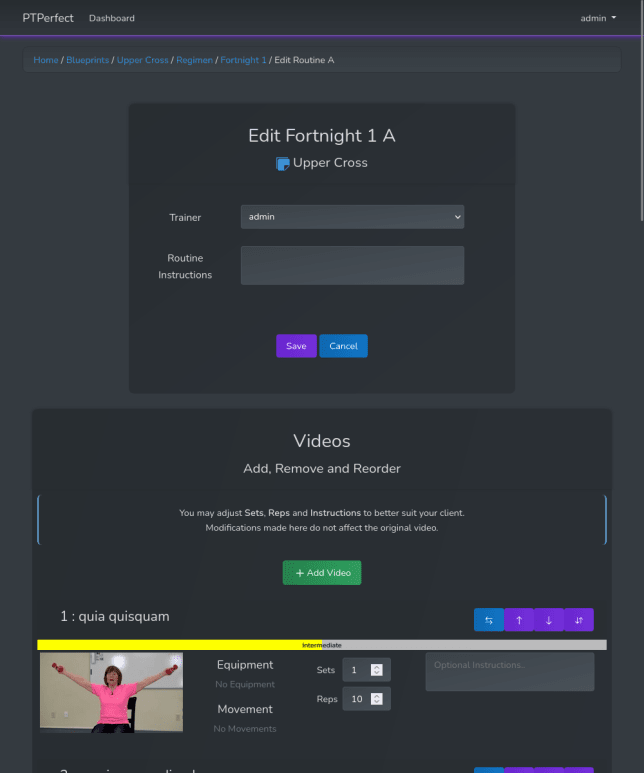 PTPerfect Dashboard admin
Home / Blueprints / Upper Cross / Regimen / Fortnight 1 / Edit Routine A
Edit Fortnight 1 A
Upper Cross
Trainer admin
Routine
Instructions
Save Cancel
Videos
Add, Remove and Reorder
You may adjust Sets, Reps and Instructions to better suit your client.
Modifications made here do not affect the original video.
+ Add Video
1 : quia quisquam
Intermediate
Equipment
No Equipment
Movement
No Movements
Sets 1
Reps 10
Optional Instructions..